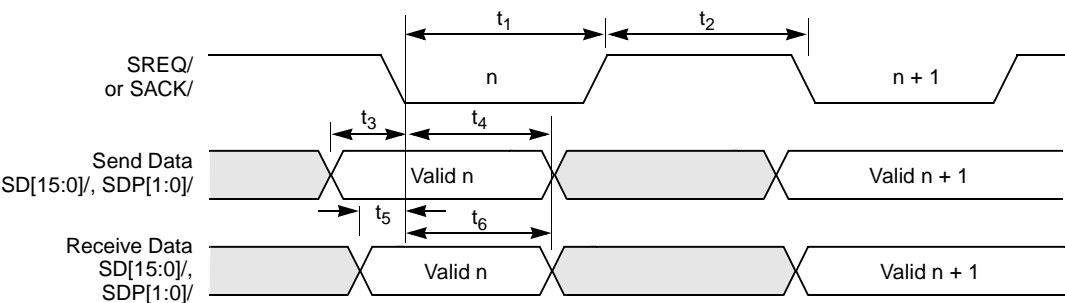 t1
t2
SREQ/
or SACK/
n
n + 1
t3
t4
Send Data
SD[15:0]/, SDP[1:0]/
Valid n
Valid n + 1
t5
t6
Receive Data
SD[15:0]/,
SDP[1:0]/
Valid n
Valid n + 1